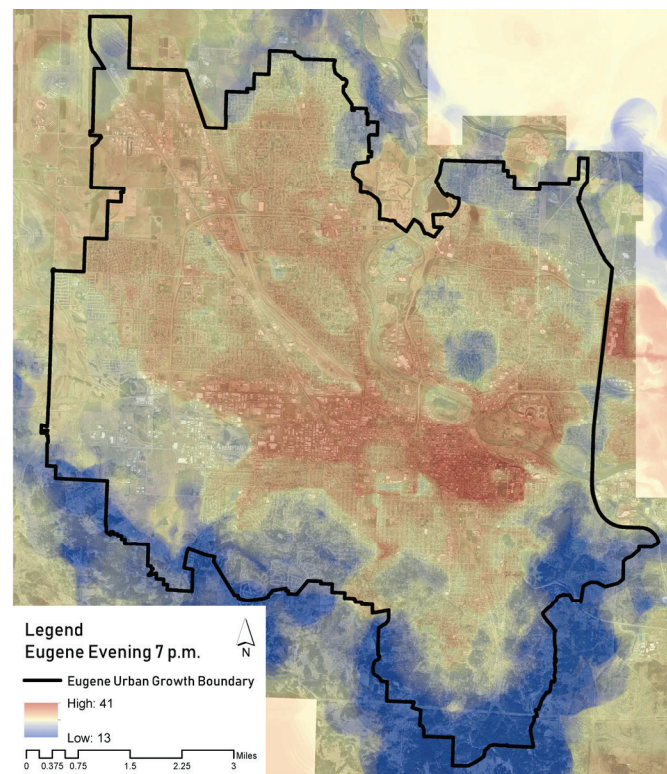 Legend
Eugene Evening 7 p.m.
N
Eugene Urban Growth Boundary
High: 41
Low: 13
Miles
0 0.375 0.75 1.5 2.25 3